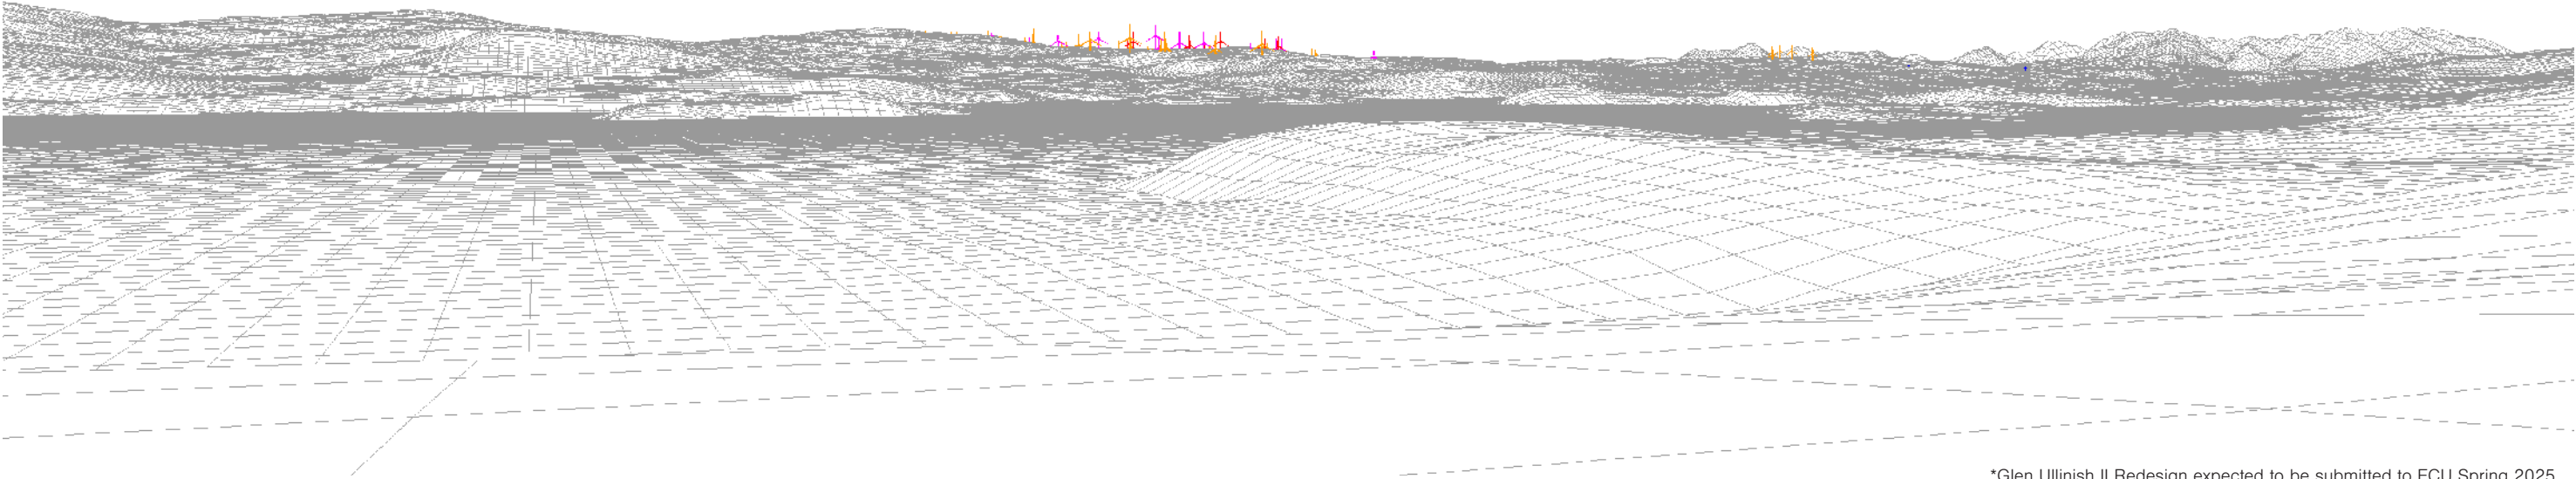 *Glen Ullinish II Redesign expected to be submitted to ECU Spring 2025